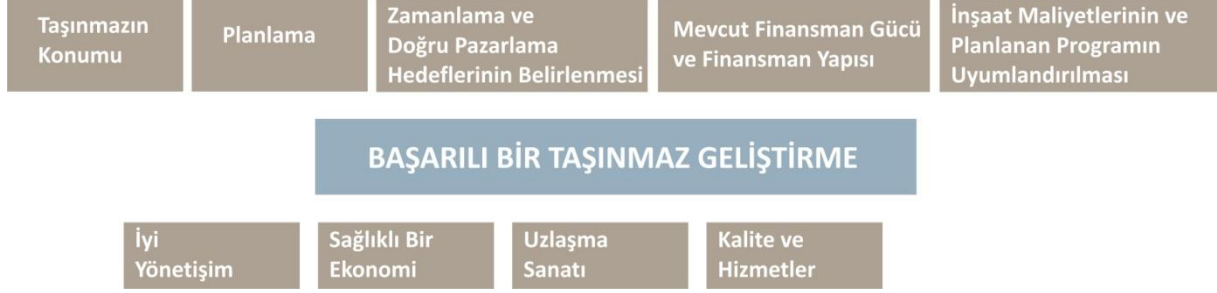 Taşınmazın
Konumu
Planlama
Zamanlama ve
Doğru Pazarlama
Hedeflerinin Belirlenmesi
Mevcut Finansman Gücü
ve Finansman Yapısı
İnşaat Maliyetlerinin ve
Planlanan Programın
Uyumlandırılması
BAŞARILI BİR TAŞINMAZ GELİŞTİRME
İyi
Yönetişim
Sağlıklı Bir
Ekonomi
Uzlaşma
Sanatı
Kalite ve
Hizmetler